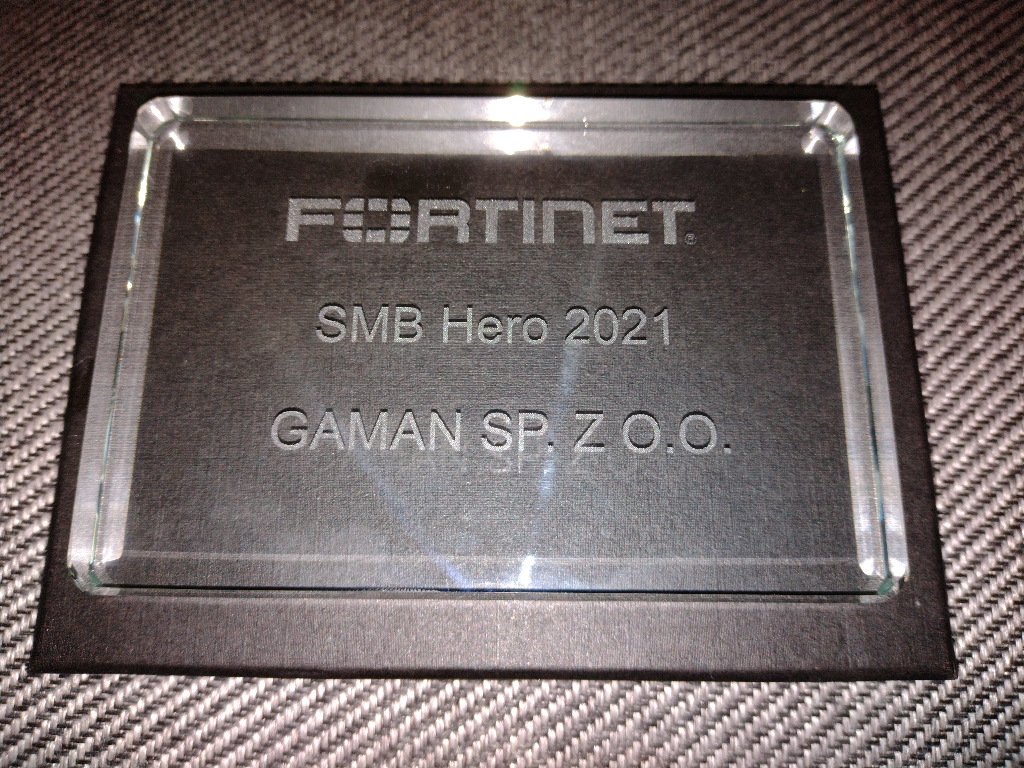 FORTINET®
SMB Hero 2021
GAMAN SP. Z O.O.